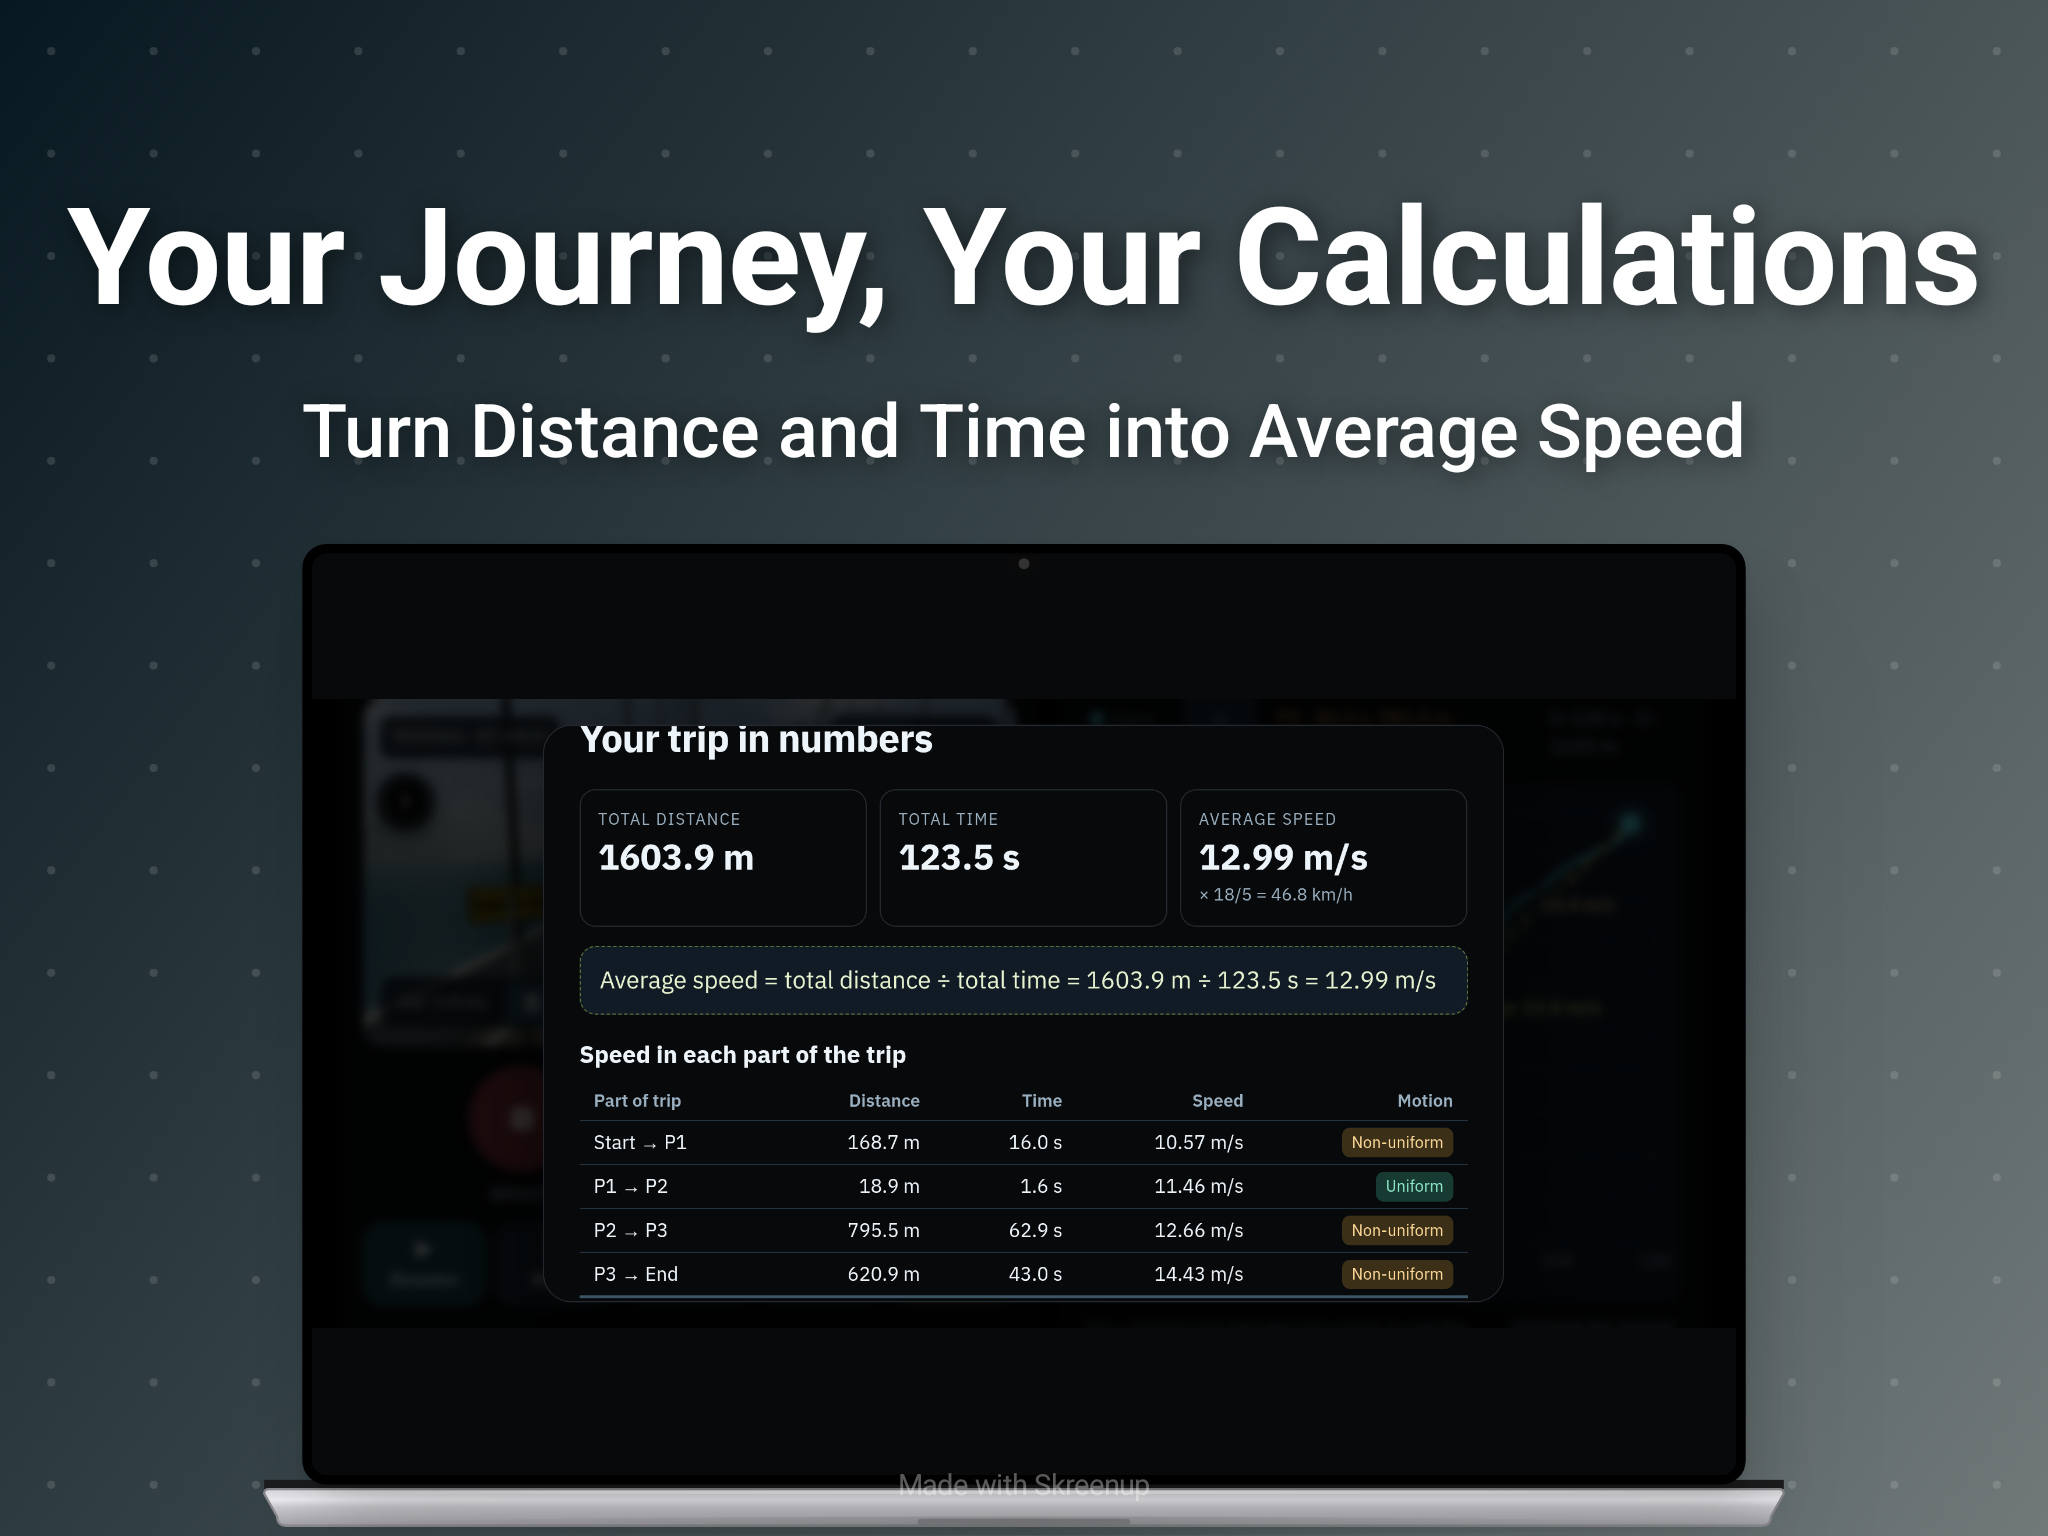 Your Journey, Your Calculations
Turn Distance and Time into Average Speed
Your trip in numbers
TOTAL DISTANCE
1603.9 m
TOTAL TIME
123.5 s
AVERAGE SPEED
12.99 m/s
× 18/5 = 46.8 km/h
Average speed = total distance ÷ total time = 1603.9 m ÷ 123.5 s = 12.99 m/s
Speed in each part of the trip
Part of trip Distance Time Speed Motion
Start → P1 168.7 m 16.0 s 10.57 m/s Non-uniform
P1 → P2 18.9 m 1.6 s 11.46 m/s Uniform
P2 → P3 795.5 m 62.9 s 12.66 m/s Non-uniform
P3 → End 620.9 m 43.0 s 14.43 m/s Non-uniform
Made with Skreenup